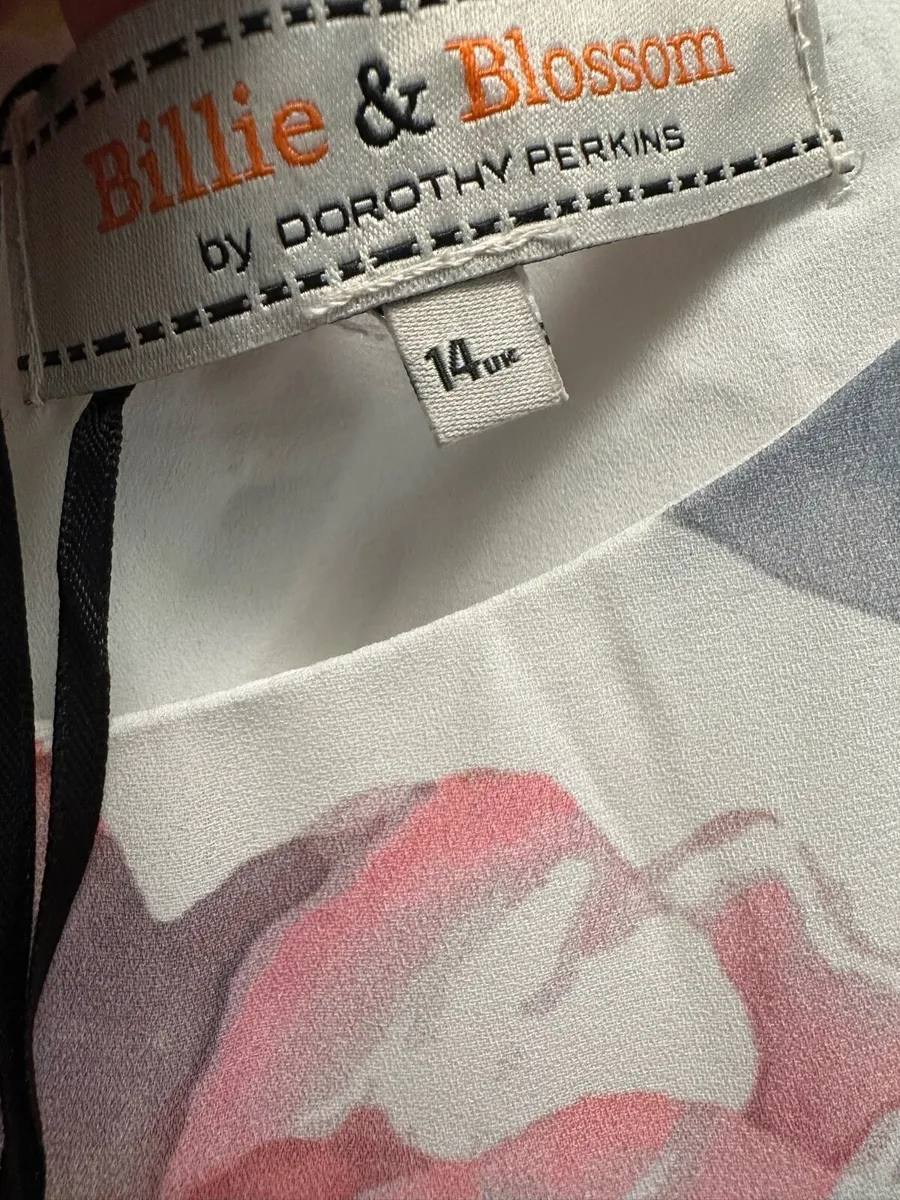 Billie & Blossom
by DOROTHY PERKINS
14UK